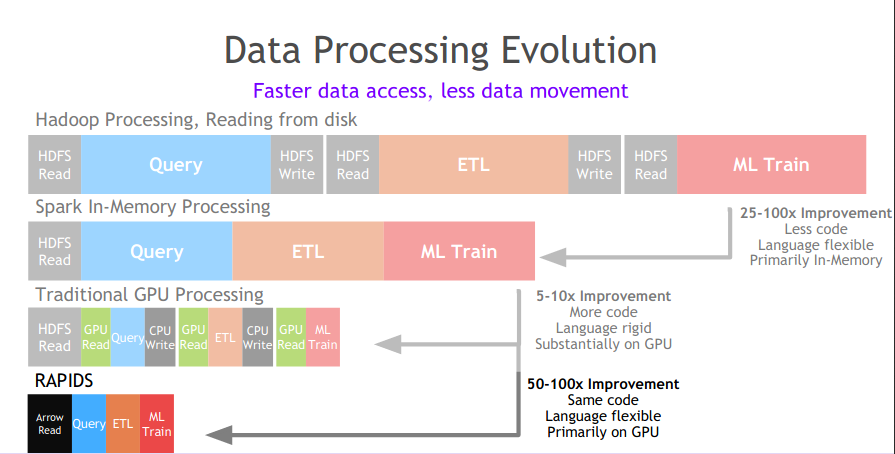 Data Processing Evolution
Faster data access, less data movement
Hadoop Processing, Reading from disk
HDFS
Read
Query
HDFS
Write
HDFS
Read
ETL
HDFS
Write
HDFS
Read
ML Train
Spark In-Memory Processing
25-100x Improvement
Less code
Language flexible
Primarily In-Memory
HDFS
Read
Query
ETL
ML Train
Traditional GPU Processing
5-10x Improvement
More code
Language rigid
Substantially on GPU
HDFS
Read
GPU
Read
Query
CPU
Write
GPU
Read
ETL
CPU
Write
GPU
Read
ML
Train
RAPIDS
50-100x Improvement
Same code
Language flexible
Primarily on GPU
Arrow
Read
Query
ETL
ML
Train